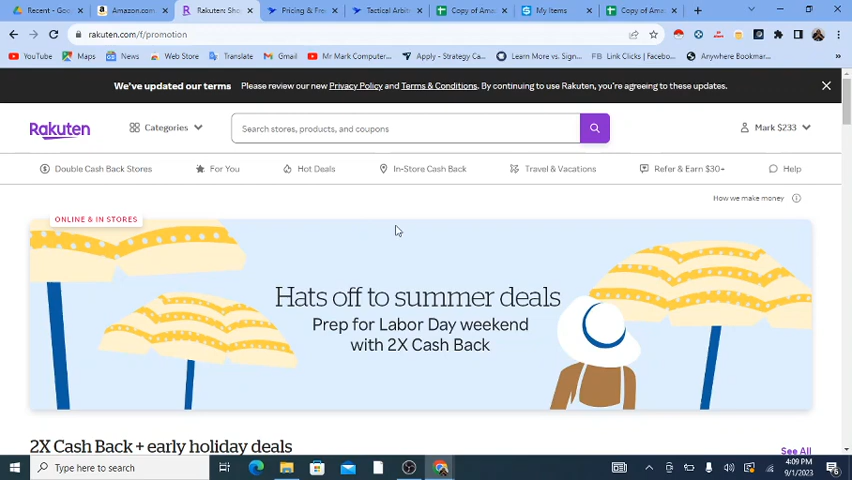 Recent - Goo
Amazon.com
Rakuten: Sho
Pricing & Fre
Tactical Arbit
Copy of Ama
My Items
Copy of Ama
rakuten.com/f/promotion
YouTube Maps News Web Store Translate Gmail Mr Mark Computer... Apply - Strategy Ca... Learn More vs. Sign... Link Clicks | Faceb... Anywhere Bookmar...
We've updated our terms Please review our new Privacy Policy and Terms & Conditions. By continuing to use Rakuten, you're agreeing to these updates.
Rakuten Categories Search stores, products, and coupons Mark $233
Double Cash Back Stores For You Hot Deals In-Store Cash Back Travel & Vacations Refer & Earn $30+ Help
How we make money
ONLINE & IN STORES
Hats off to summer deals
Prep for Labor Day weekend
with 2X Cash Back
2X Cash Back + early holiday deals
See All
Type here to search
4:09 PM
9/1/2023